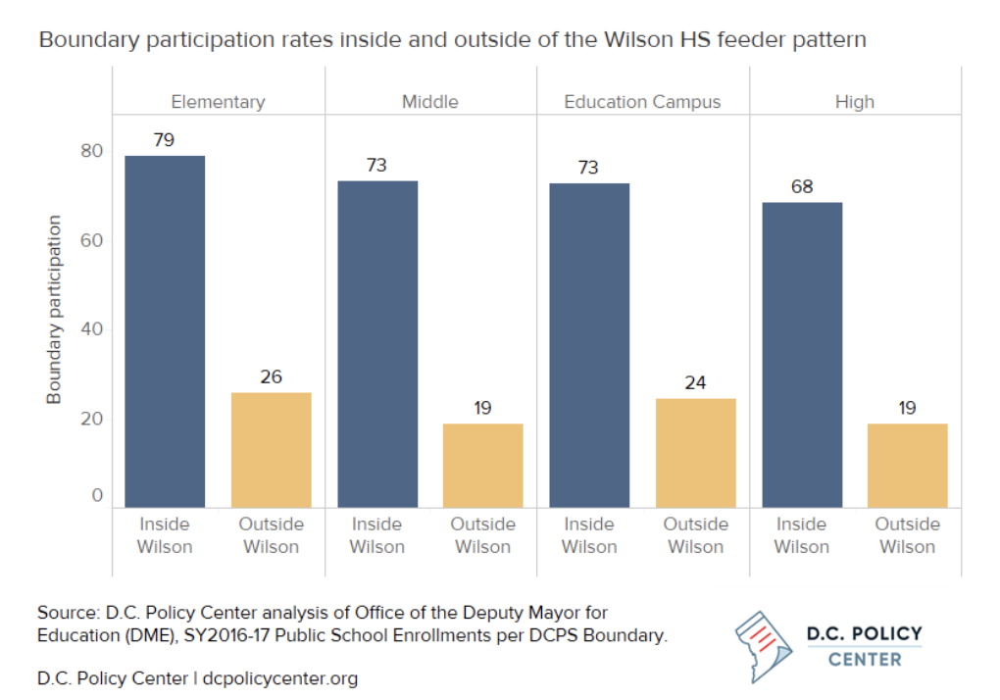 Boundary participation rates inside and outside of the Wilson HS feeder pattern
Elementary
Middle
Education Campus
High
Boundary participation
80
60
40
20
0
79
26
73
19
73
24
68
19
Inside
Wilson
Outside
Wilson
Inside
Wilson
Outside
Wilson
Inside
Wilson
Outside
Wilson
Inside
Wilson
Outside
Wilson
Source: D.C. Policy Center analysis of Office of the Deputy Mayor for
Education (DME), SY2016-17 Public School Enrollments per DCPS Boundary.
D.C. Policy Center I dcpolicycenter.org
D.C. POLICY
CENTER